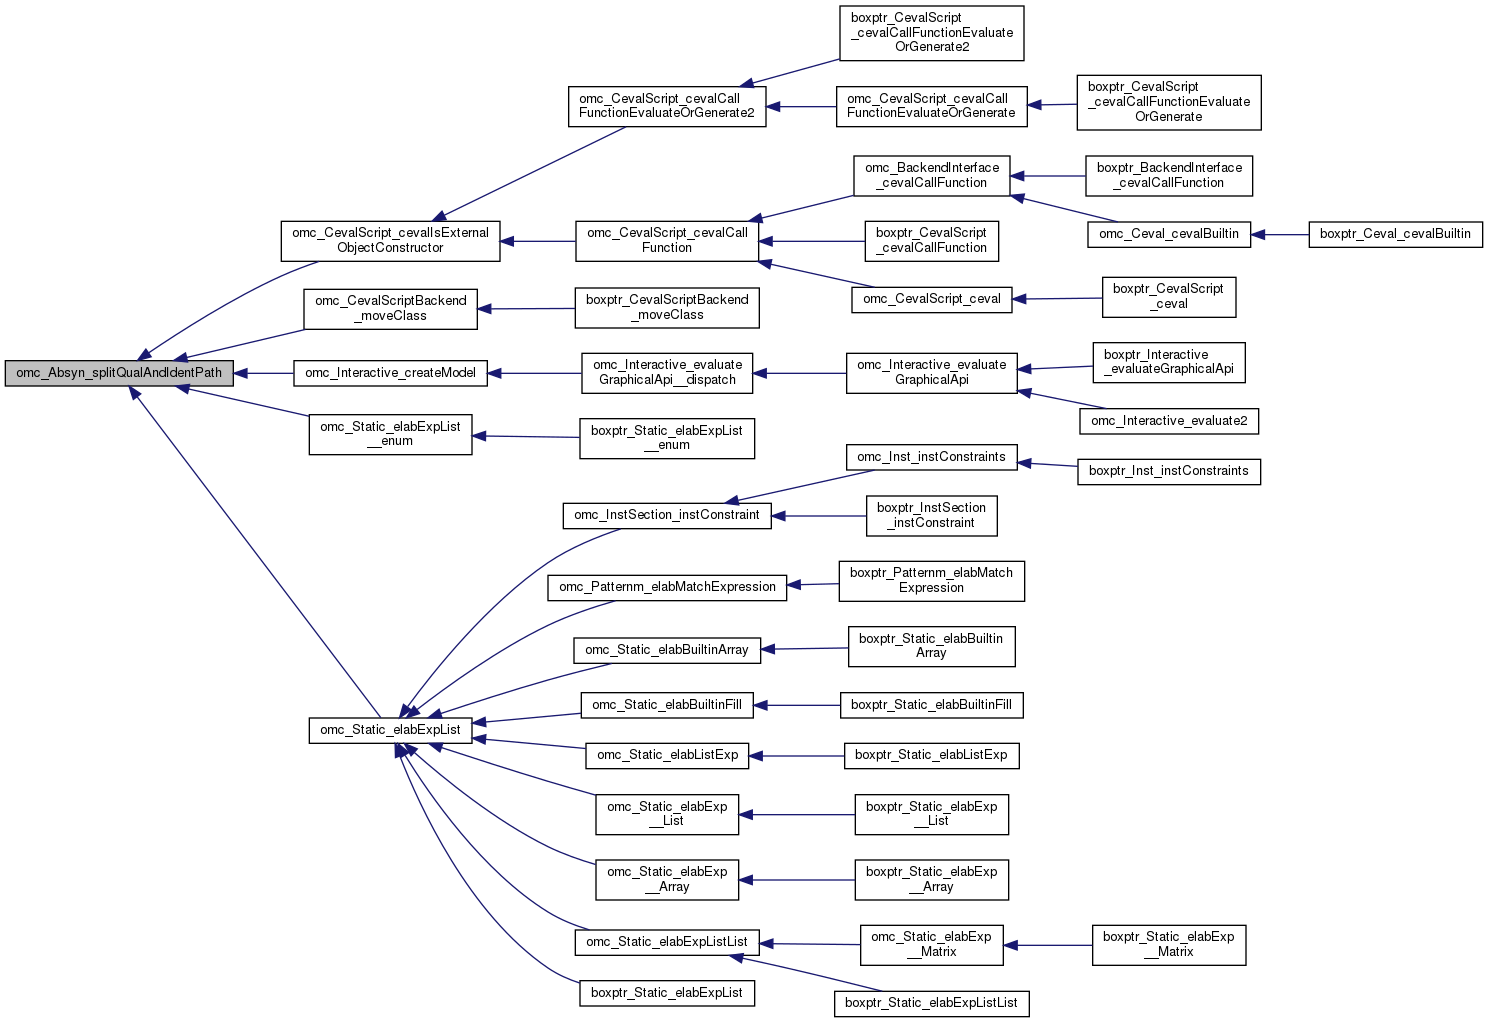 boxptr_CevalScript
_cevalCallFunctionEvaluate
OrGenerate2
omc_CevalScript_cevalCall
FunctionEvaluateOrGenerate2
omc_CevalScript_cevalCall
FunctionEvaluateOrGenerate
boxptr_CevalScript
_cevalCallFunctionEvaluate
OrGenerate
omc_BackendInterface
_cevalCallFunction
boxptr_BackendInterface
_cevalCallFunction
omc_CevalScript_cevalIsExternal
ObjectConstructor
omc_CevalScript_cevalCall
Function
boxptr_CevalScript
_cevalCallFunction
omc_Ceval_cevalBuiltin
boxptr_Ceval_cevalBuiltin
omc_CevalScriptBackend
_moveClass
boxptr_CevalScriptBackend
_moveClass
omc_CevalScript_ceval
boxptr_CevalScript
_ceval
omc_Absyn_splitQualAndIdentPath
omc_Interactive_createModel
omc_Interactive_evaluate
GraphicalApi__dispatch
omc_Interactive_evaluate
GraphicalApi
boxptr_Interactive
_evaluateGraphicalApi
omc_Interactive_evaluate2
omc_Static_elabExpList
__enum
boxptr_Static_elabExpList
__enum
omc_Inst_instConstraints
boxptr_Inst_instConstraints
omc_InstSection_instConstraint
boxptr_InstSection
_instConstraint
omc_Patternm_elabMatchExpression
boxptr_Patternm_elabMatch
Expression
omc_Static_elabBuiltinArray
boxptr_Static_elabBuiltin
Array
omc_Static_elabExpList
omc_Static_elabBuiltinFill
boxptr_Static_elabBuiltinFill
omc_Static_elabListExp
boxptr_Static_elabListExp
omc_Static_elabExp
__List
boxptr_Static_elabExp
__List
omc_Static_elabExp
__Array
boxptr_Static_elabExp
__Array
omc_Static_elabExpListList
omc_Static_elabExp
__Matrix
boxptr_Static_elabExp
__Matrix
boxptr_Static_elabExpList
boxptr_Static_elabExpListList